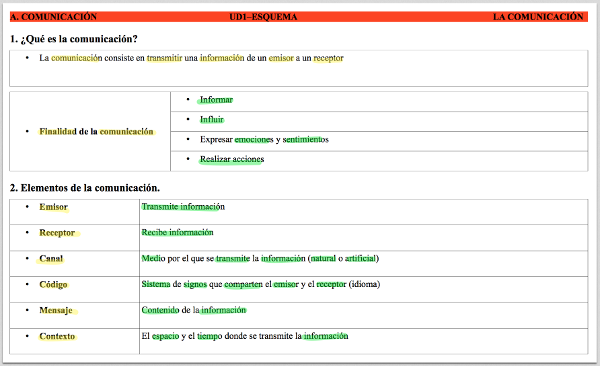 A. COMUNICACIÓN UD1–ESQUEMA LA COMUNICACIÓN
1. ¿Qué es la comunicación?
• La comunicación consiste en transmitir una información de un emisor a un receptor
• Finalidad de la comunicación
• Informar
• Influir
• Expresar emociones y sentimientos
• Realizar acciones
2. Elementos de la comunicación.
• Emisor Transmite información
• Receptor Recibe información
• Canal Medio por el que se transmite la información (natural o artificial)
• Código Sistema de signos que comparten el emisor y el receptor (idioma)
• Mensaje Contenido de la información
• Contexto El espacio y el tiempo donde se transmite la información